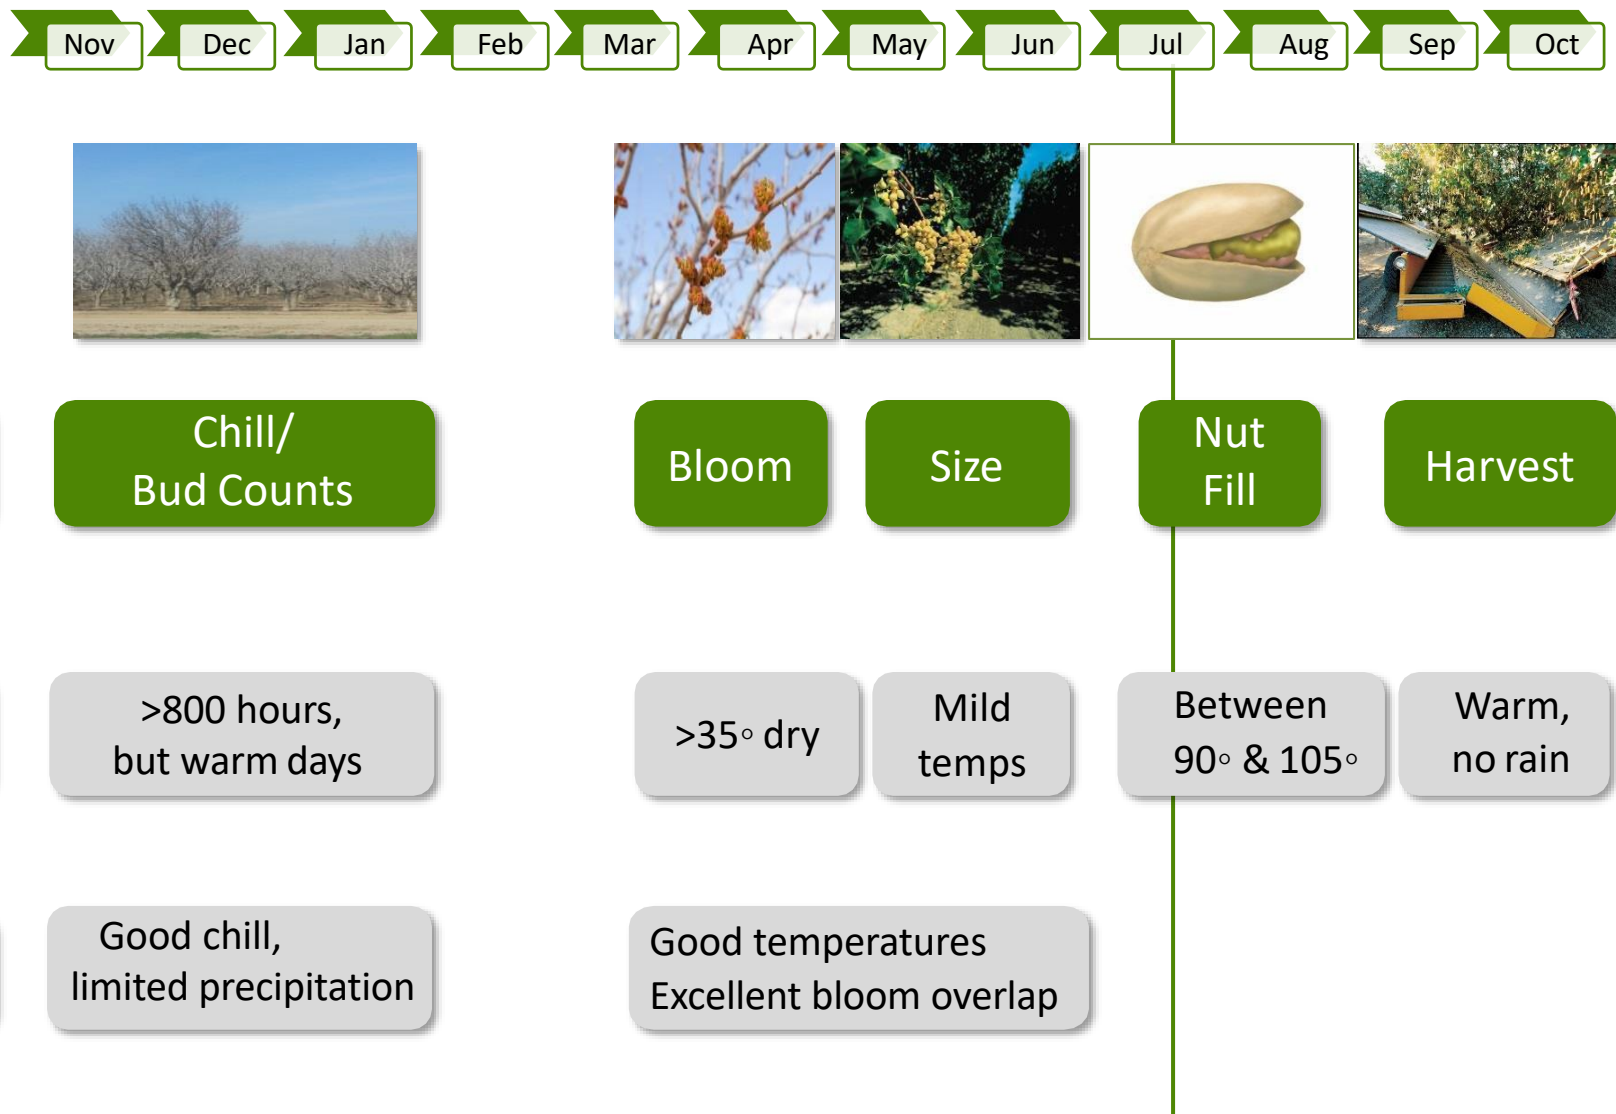 Nov Dec Jan Feb Mar Apr May Jun Jul Aug Sep Oct
Chill/
Bud Counts
Bloom
Size
Nut
Fill
Harvest
>800 hours,
but warm days
>35◦ dry
Mild
temps
Between
90◦ & 105◦
Warm,
no rain
Good chill,
limited precipitation
Good temperatures
Excellent bloom overlap